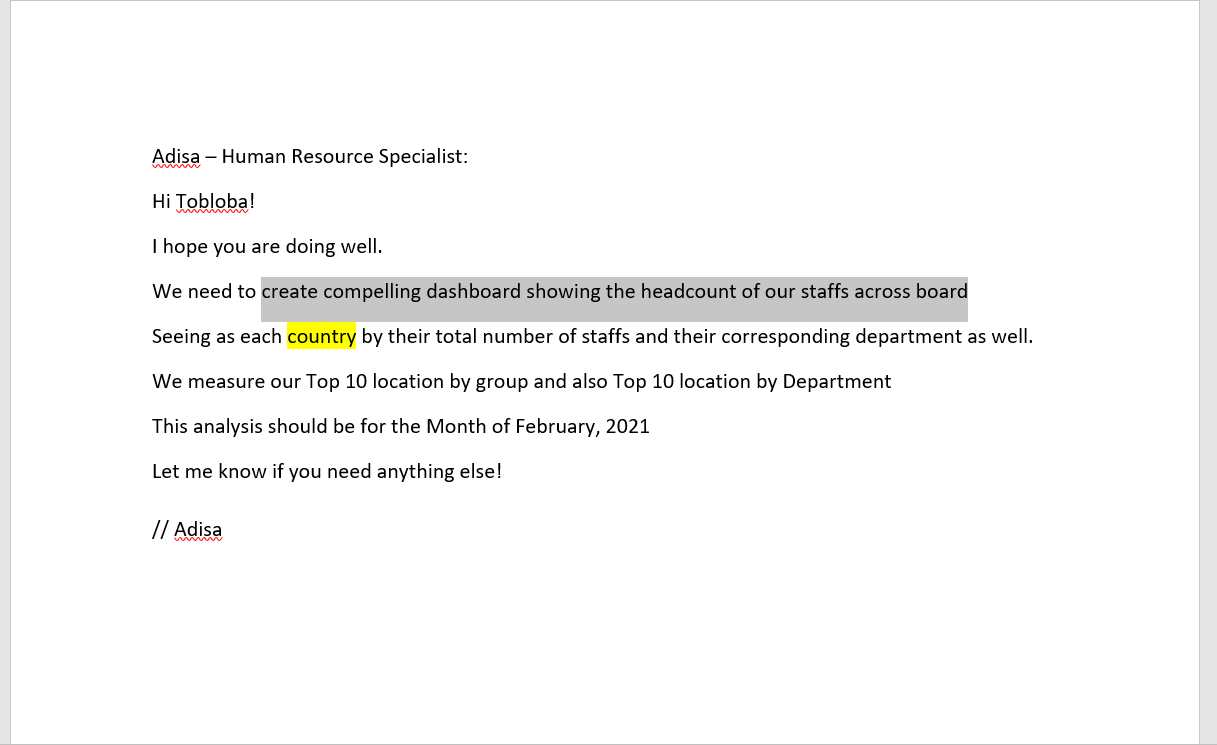 Adisa – Human Resource Specialist:
Hi Tobloba!
I hope you are doing well.
We need to create compelling dashboard showing the headcount of our staffs across board
Seeing as each country by their total number of staffs and their corresponding department as well.
We measure our Top 10 location by group and also Top 10 location by Department
This analysis should be for the Month of February, 2021
Let me know if you need anything else!
// Adisa